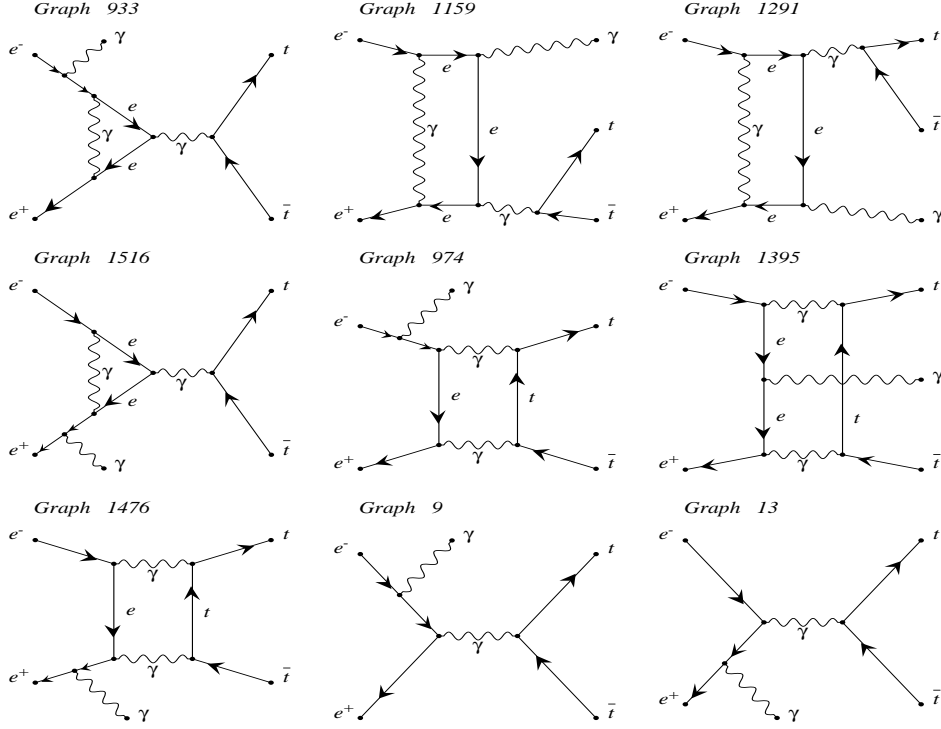 Graph 933
e- γ t
e
γ γ
e
e+ t̄
Graph 1159
e- γ
e
γ e t
e γ
e+ t̄
Graph 1291
e- t
e γ
γ e t̄
e
e+ γ
Graph 1516
e- t
e
γ γ
e
e+ γ t̄
Graph 974
γ
e- t
γ
e t
γ
e+ t̄
Graph 1395
e- t
γ
e
γ
e t
γ
e+ t̄
Graph 1476
e- t
γ
e t
γ
e+ t̄
γ
Graph 9
e- γ t
γ
e+ t̄
Graph 13
e- t
γ
e+ γ t̄